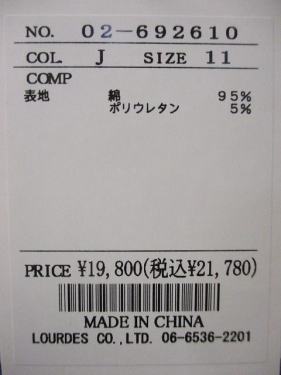 NO. 02-692610
COL. J SIZE 11
COMP
表地 綿 95%
ポリウレタン 5%
PRICE ¥19,800(税込¥21,780)
MADE IN CHINA
LOURDES CO.,LTD. 06-6536-2201